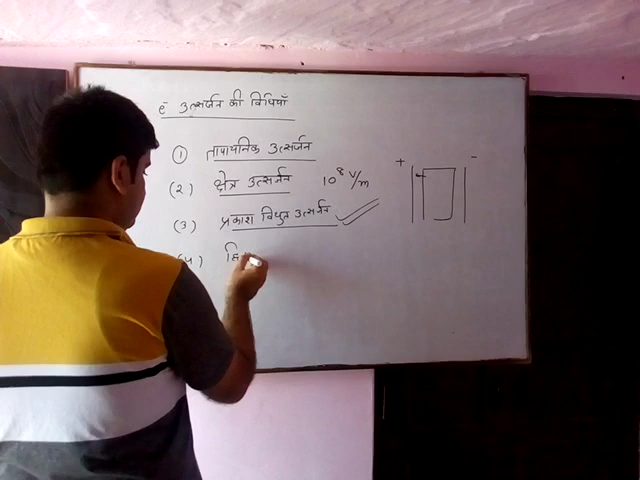 e⁻ उत्सर्जन की विधियाँ
(1) तापायनिक उत्सर्जन
(2) क्षेत्र उत्सर्जन 10⁸ V/m
+ -
(3) प्रकाश विधुत उत्सर्जन
(4) द्वि